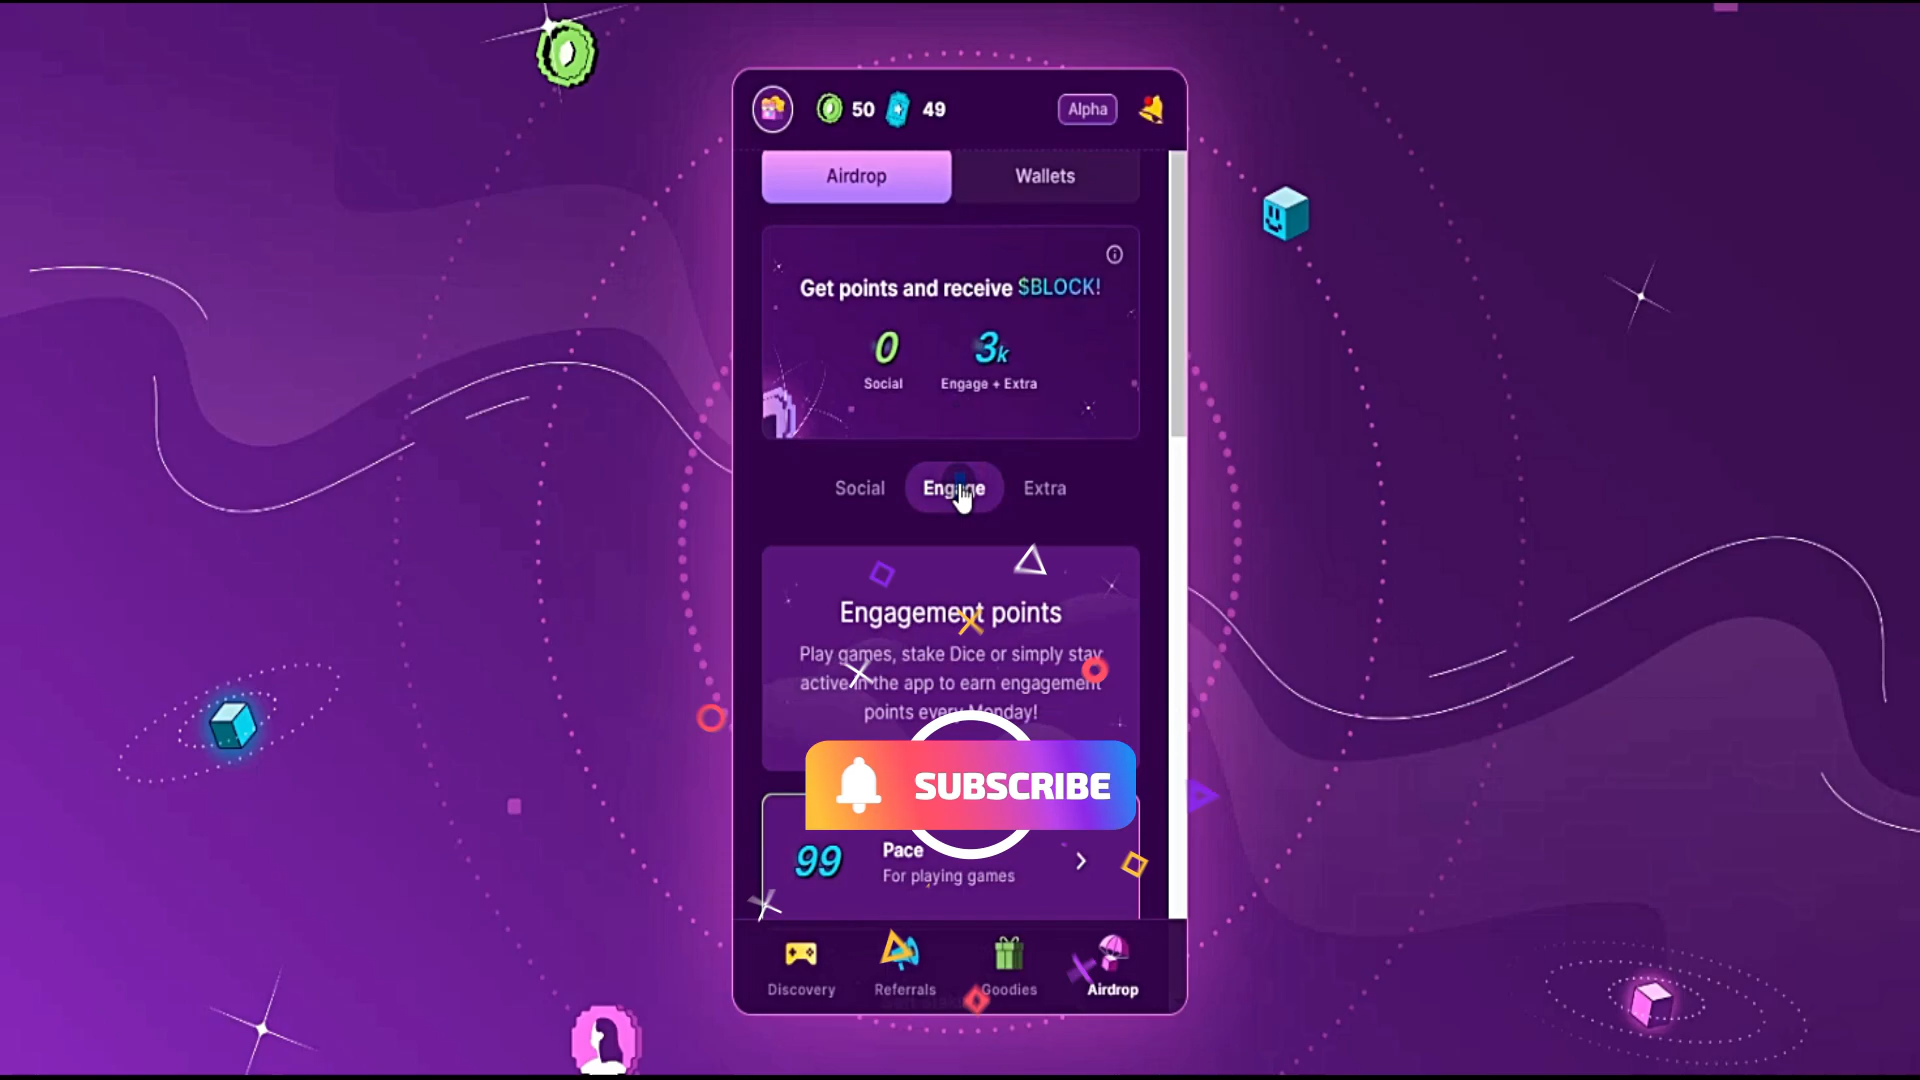 50 49 Alpha
Airdrop Wallets
Get points and receive $BLOCK!
0 3k
Social Engage + Extra
Social Engage Extra
Engagement points
Play games, stake Dice or simply stay
active in the app to earn engagement
points every Monday!
SUBSCRIBE
99 Pace
For playing games
Discovery Referrals Goodies Airdrop